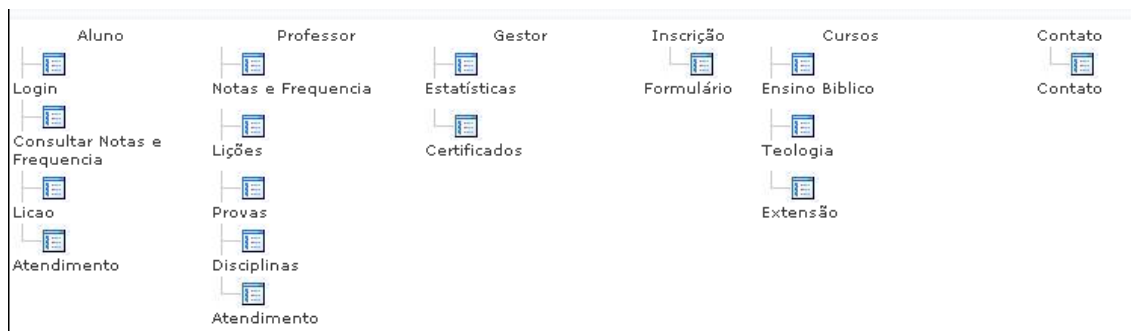 Aluno
Login
Consultar Notas e
Frequencia
Licao
Atendimento
Professor
Notas e Frequencia
Lições
Provas
Disciplinas
Atendimento
Gestor
Estatísticas
Certificados
Inscrição
Formulário
Cursos
Ensino Biblico
Teologia
Extensão
Contato
Contato